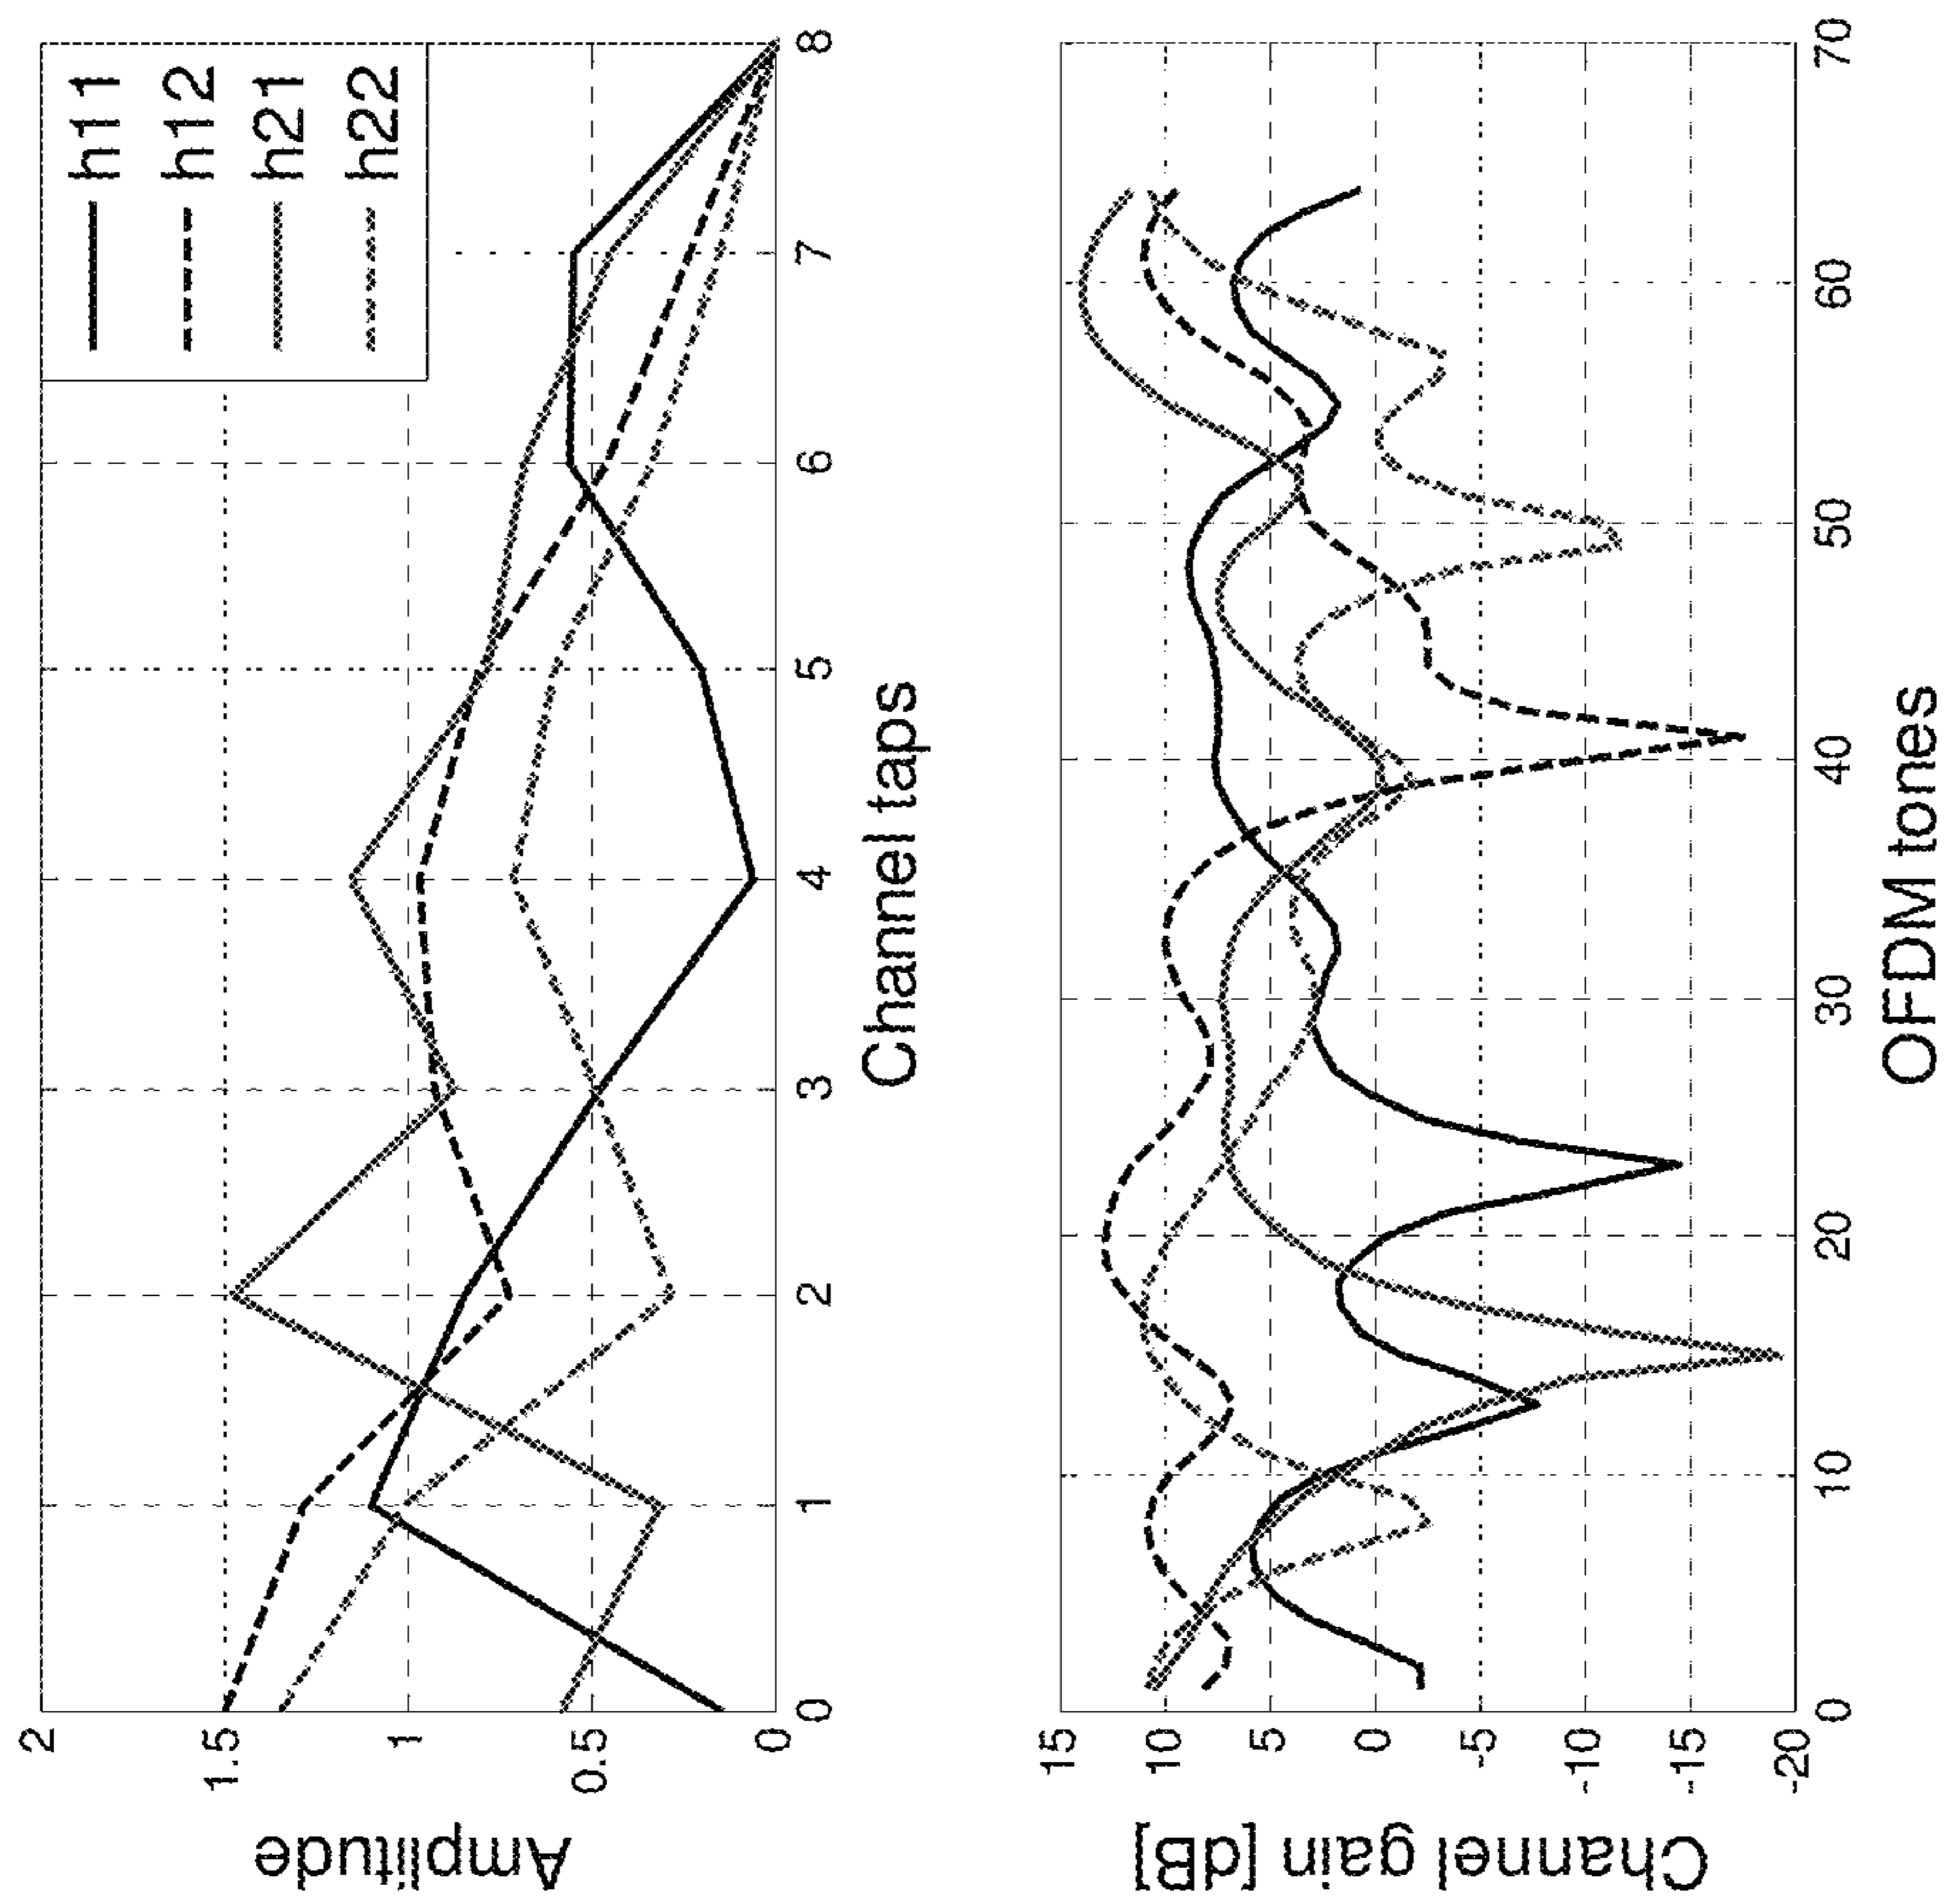 2
1.5
1
0.5
0
Amplitude
0 1 2 3 4 5 6 7 8
Channel taps
h11
h12
h21
h22
15
10
5
0
-5
-10
-15
-20
Channel gain [dB]
0 10 20 30 40 50 60 70
OFDM tones